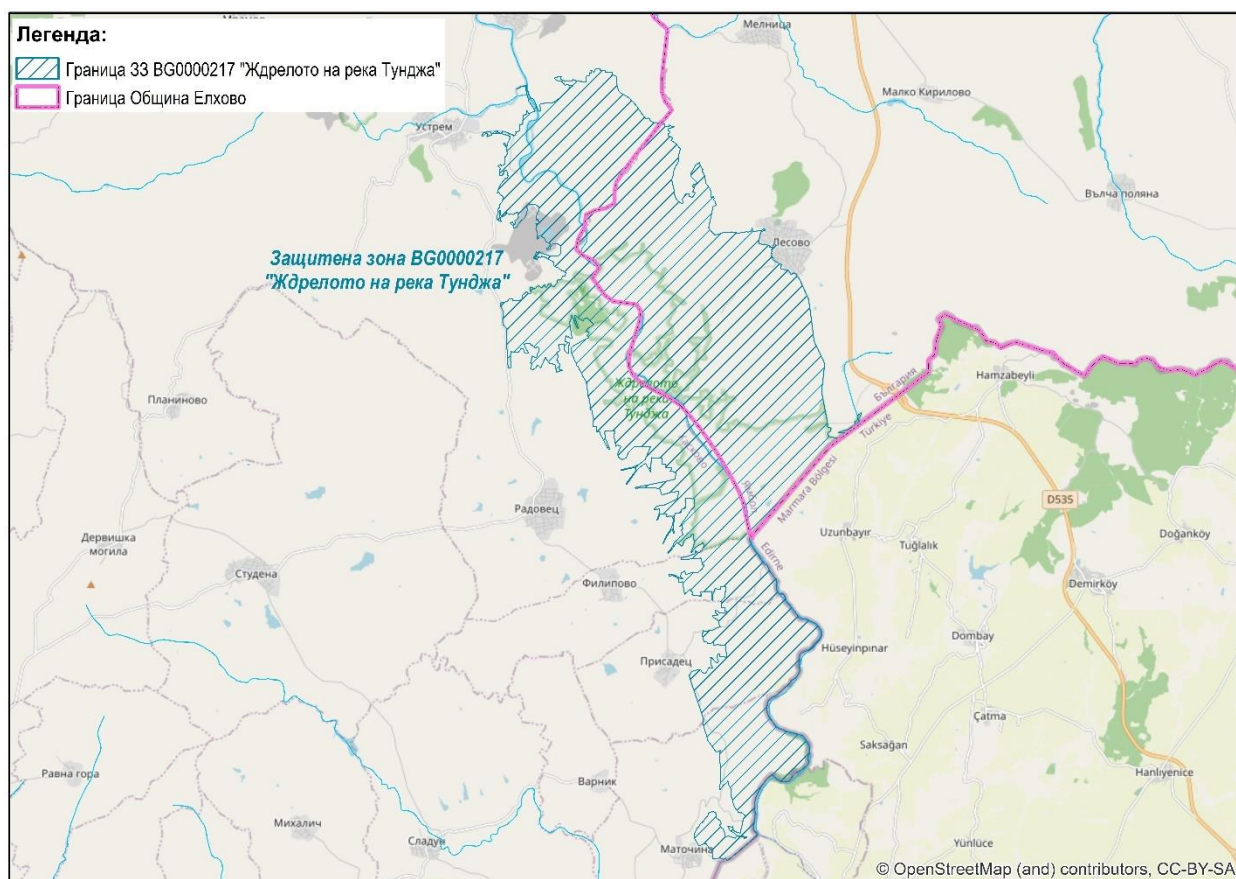 Легенда:
Граница ЗЗ BG0000217 "Ждрелото на река Тунджа"
Граница Община Елхово
Мелница
Малко Кирилово
Устрем
Вълча поляна
Лесово
Защитена зона BG0000217
"Ждрелото на река Тунджа"
Hamzabeyli
България
Türkiye
Ждрелото
на река
Тунджа
Планиново
Marmara Bölgesi
D535
Радовец
Uzunbayır
Tuğlalık
Doğanköy
Дервишка
могила
Edirne
Студена
Филипово
Demirköy
Dombay
Hüseyinpınar
Присадец
Çatma
Saksağan
Равна гора
Варник
Hanlıyenice
Михалич
Сладун
Маточина
Yünlüce
© OpenStreetMap (and) contributors, CC-BY-SA